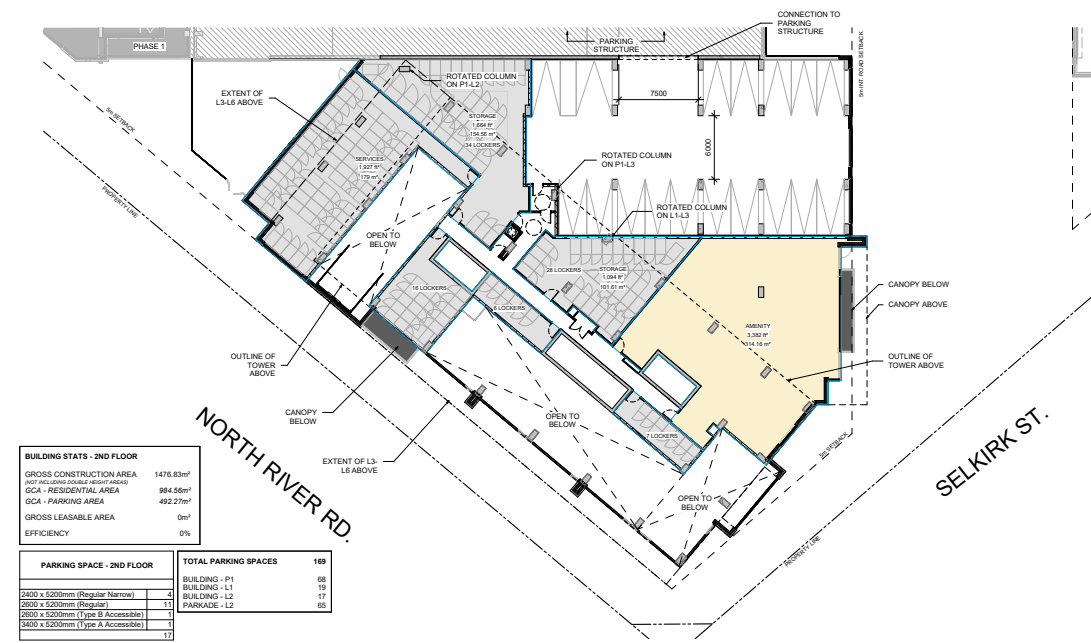 CONNECTION TO
PARKING
STRUCTURE
PHASE 1
PARKING
STRUCTURE
5m INT. ROAD SETBACK
EXTENT OF
L3-L6 ABOVE
ROTATED COLUMN
ON P1-L2
7500
5m SETBACK
STORAGE
1,664 ft²
154.56 m²
34 LOCKERS
6000
SERVICES
1,927 ft²
179 m²
ROTATED COLUMN
ON P1-L3
PROPERTY LINE
ROTATED COLUMN
ON L1-L3
OPEN TO
BELOW
28 LOCKERS
STORAGE
1,094 ft²
101.61 m²
16 LOCKERS
6 LOCKERS
CANOPY BELOW
CANOPY ABOVE
AMENITY
3,382 ft²
314.16 m²
OUTLINE OF
TOWER ABOVE
OUTLINE OF
TOWER
ABOVE
CANOPY
BELOW
OPEN TO
BELOW
7 LOCKERS
5m SETBACK
EXTENT OF L3-
L6 ABOVE
NORTH RIVER RD.
SELKIRK ST.
OPEN TO
BELOW
PROPERTY LINE
BUILDING STATS - 2ND FLOOR
GROSS CONSTRUCTION AREA 1476.83m²
(NOT INCLUDING DOUBLE HEIGHT AREAS)
GCA - RESIDENTIAL AREA 984.56m²
GCA - PARKING AREA 492.27m²
GROSS LEASABLE AREA 0m²
EFFICIENCY 0%
PARKING SPACE - 2ND FLOOR
2400 x 5200mm (Regular Narrow) 4
2600 x 5200mm (Regular) 11
2600 x 5200mm (Type B Accessible) 1
3400 x 5200mm (Type A Accessible) 1
17
TOTAL PARKING SPACES 169
BUILDING - P1 68
BUILDING - L1 19
BUILDING - L2 17
PARKADE - L2 65